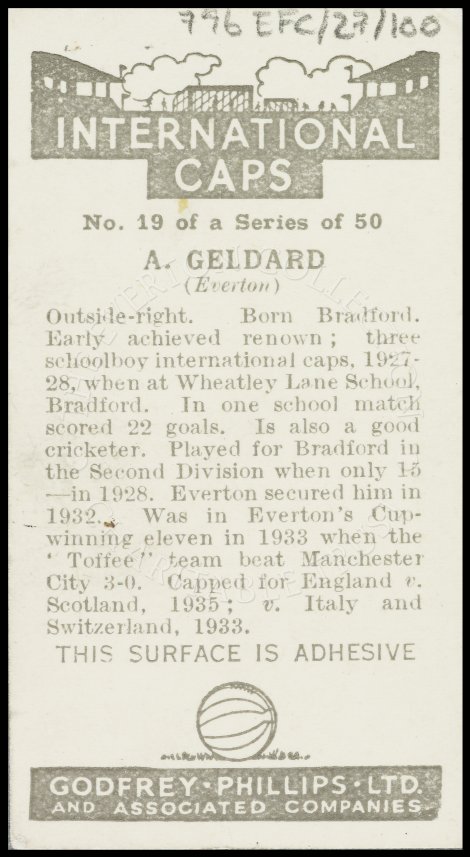 796 EFC/27/100
INTERNATIONAL
CAPS
No. 19 of a Series of 50
A. GELDARD
(Everton)
Outside-right. Born Bradford.
Early achieved renown; three
schoolboy international caps, 1927-
28, when at Wheatley Lane School,
Bradford. In one school match
scored 22 goals. Is also a good
cricketer. Played for Bradford in
the Second Division when only 15
—in 1928. Everton secured him in
1932. Was in Everton's Cup-
winning eleven in 1933 when the
' Toffee" team beat Manchester
City 3-0. Capped for England v.
Scotland, 1935; v. Italy and
Switzerland, 1933.
THIS SURFACE IS ADHESIVE
GODFREY·PHILLIPS·LTD.
AND ASSOCIATED COMPANIES.